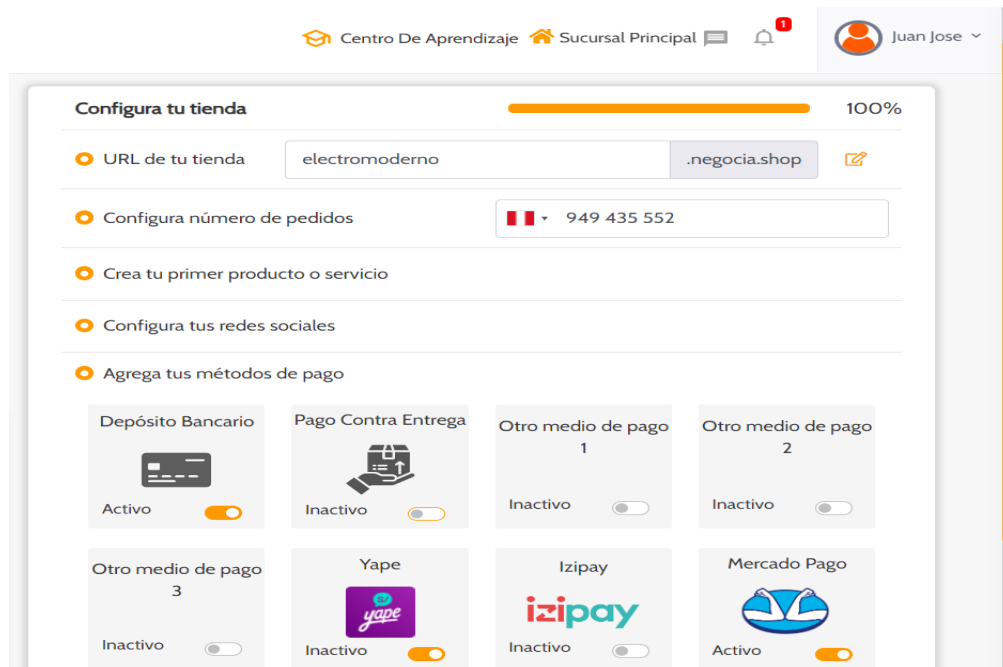 Centro De Aprendizaje Sucursal Principal 1 Juan Jose
Configura tu tienda 100%
URL de tu tienda electromoderno .negocia.shop
Configura número de pedidos 949 435 552
Crea tu primer producto o servicio
Configura tus redes sociales
Agrega tus métodos de pago
Depósito Bancario Pago Contra Entrega Otro medio de pago 1 Otro medio de pago 2
Activo Inactivo Inactivo Inactivo
Otro medio de pago 3 Yape Izipay Mercado Pago
S/ yape izipay
Inactivo Inactivo Inactivo Activo